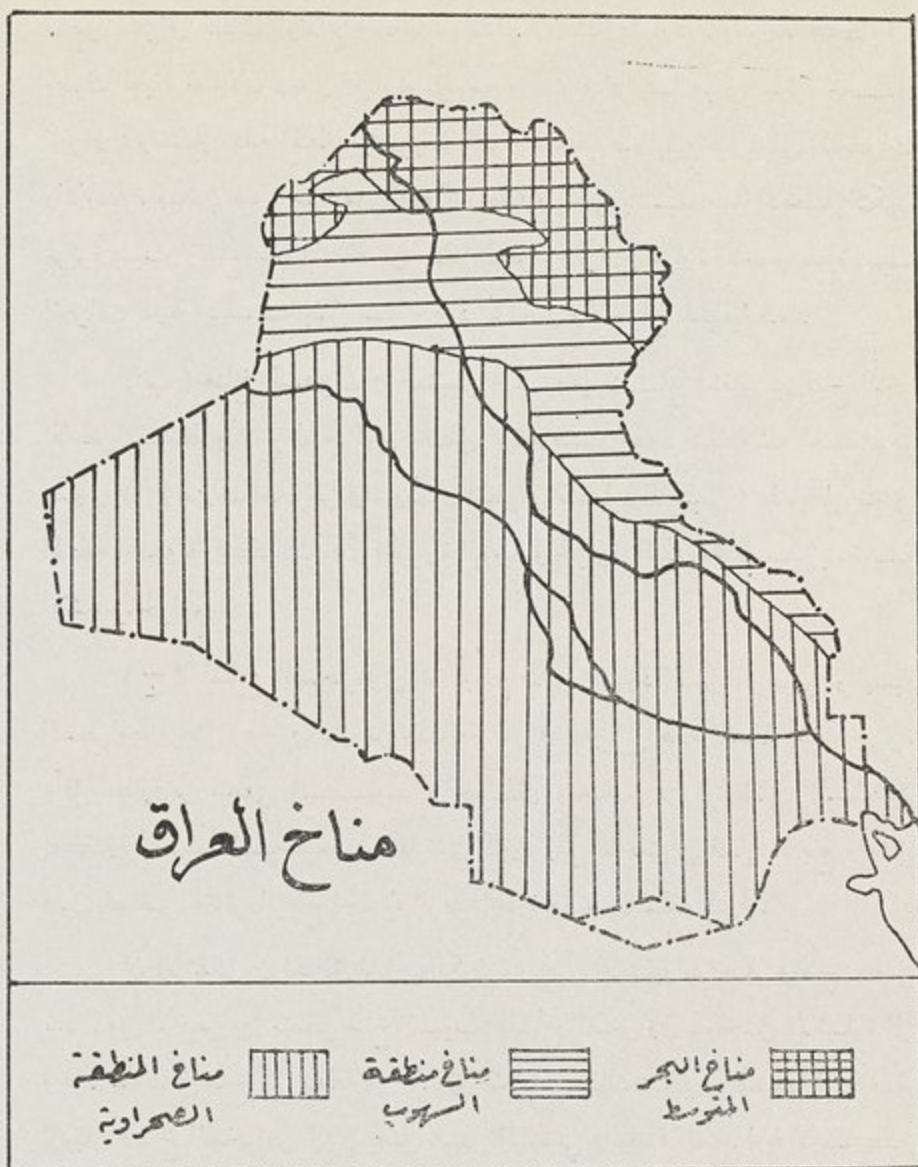 مناخ العراق
مناخ البحر
المتوسط
مناخ منطقة
السهوب
مناخ المنطقة
الصحراوية